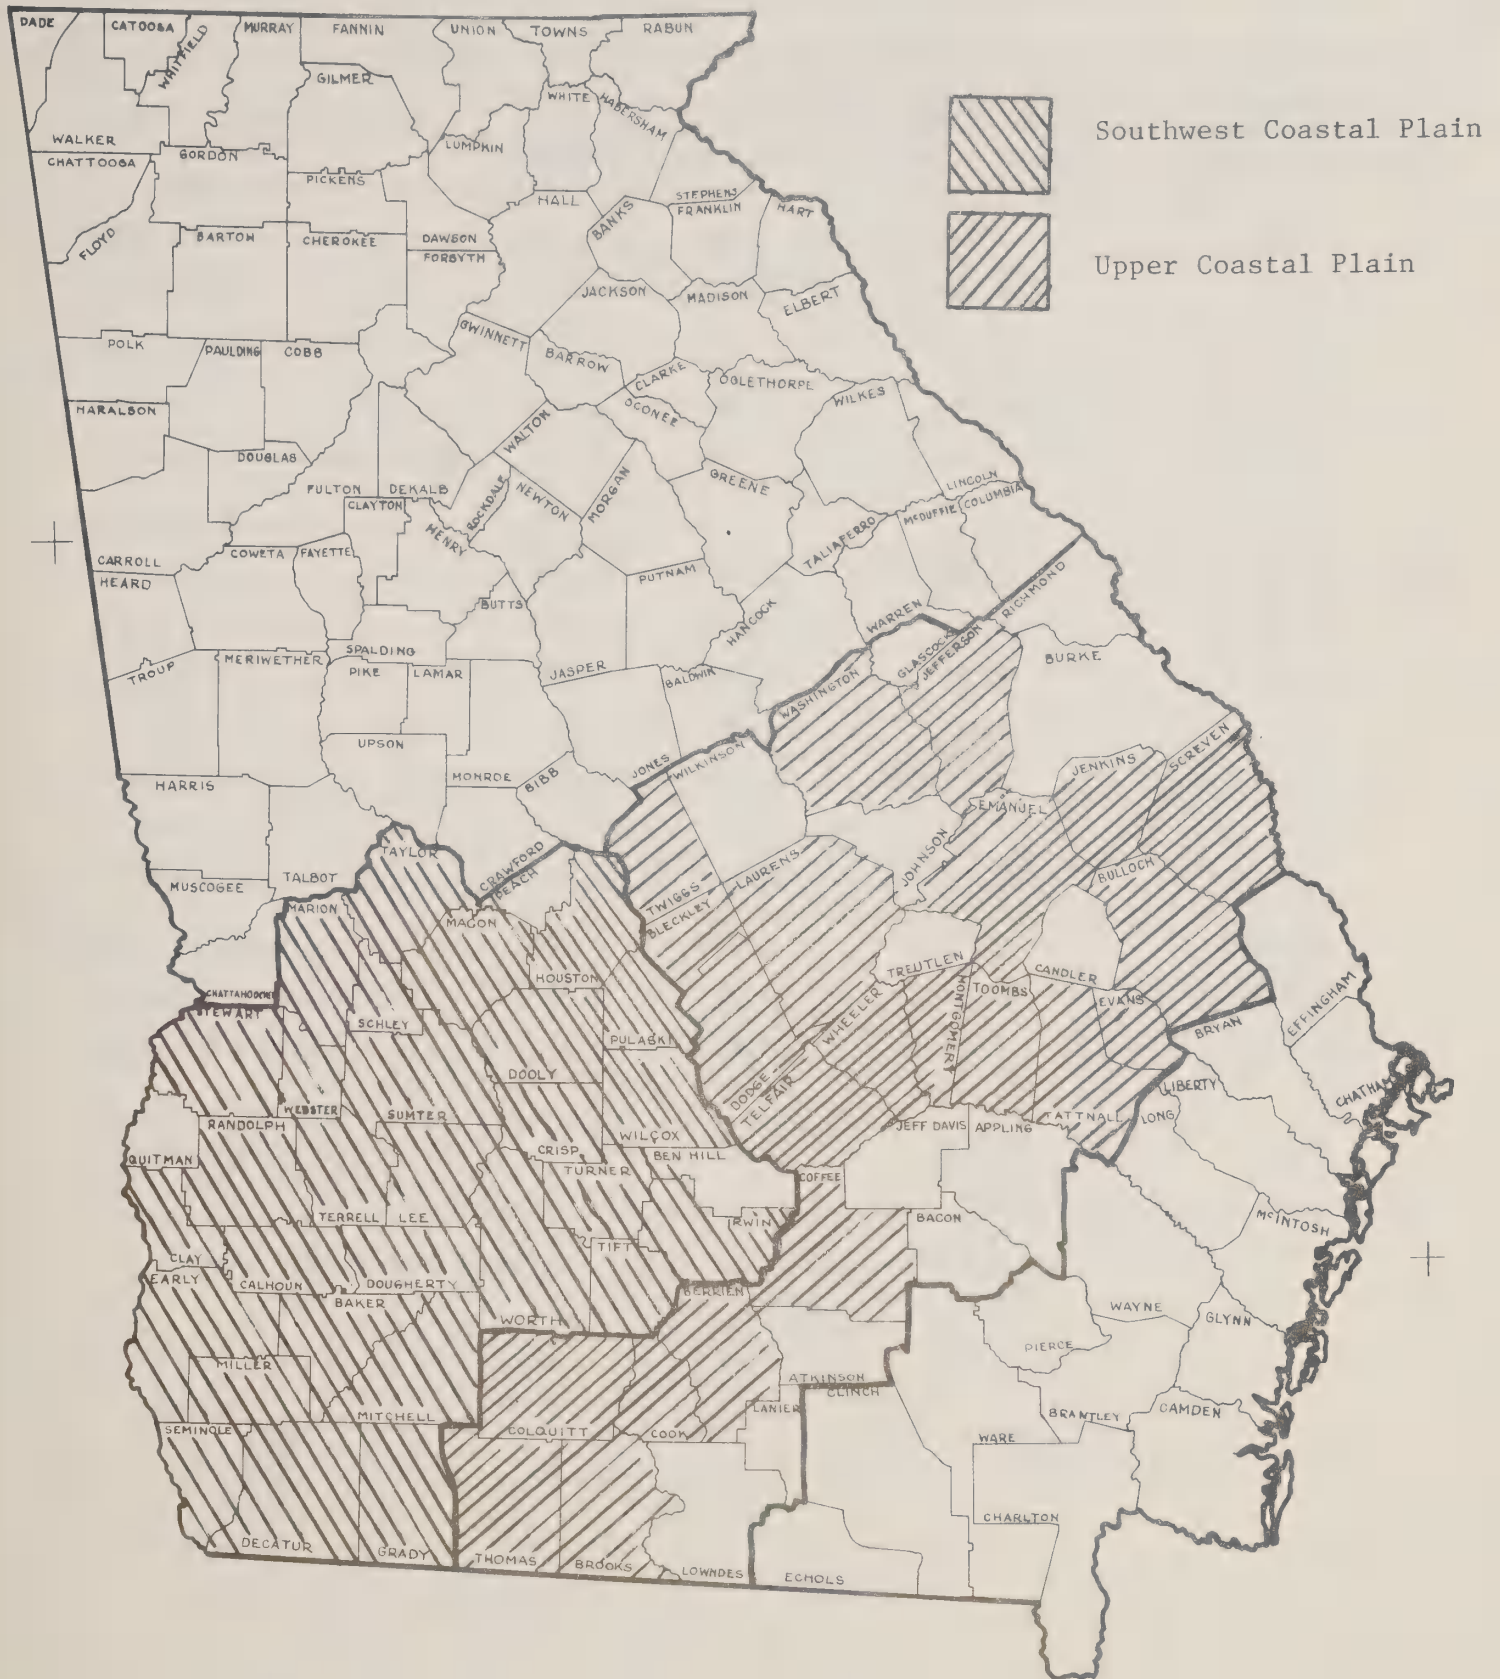 DADE
CATOOSA
WHITFIELD
MURRAY
FANNIN
UNION
TOWNS
RABUN
GILMER
WHITE
HABERSHAM
WALKER
CHATTOOGA
GORDON
LUMPKIN
PICKENS
Southwest Coastal Plain
HALL
BANKS
STEPHENS
FRANKLIN
HART
FLOYD
BARTOW
CHEROKEE
DAWSON
FORSYTH
Upper Coastal Plain
JACKSON
MADISON
ELBERT
POLK
PAULDING
COBB
GWINNETT
BARROW
CLARKE
OGLETHORPE
WILKES
HARALSON
OCONEE
WALTON
DOUGLAS
FULTON
DEKALB
CLAYTON
ROCKDALE
NEWTON
MORGAN
GREENE
LINCOLN
McDUFFIE
COLUMBIA
HENRY
TALIAFERRO
CARROLL
HEARD
COWETA
FAYETTE
PUTNAM
BUTTS
HANCOCK
WARREN
RICHMOND
SPALDING
GLASCOCK
JEFFERSON
BURKE
TROUP
MERIWETHER
PIKE
LAMAR
JASPER
BALDWIN
WASHINGTON
UPSON
JONES
WILKINSON
JENKINS
SCREVEN
HARRIS
MONROE
BIBB
EMANUEL
TAYLOR
CRAWFORD
PEACH
JOHNSON
LAURENS
BULLOCH
MUSCOGEE
TALBOT
MARION
MACON
TWIGGS
BLECKLEY
TREUTLEN
CANDLER
CHATTAHOOCHEE
STEWART
HOUSTON
MONTGOMERY
TOOMBS
EVANS
EFFINGHAM
SCHLEY
PULASKI
WHEELER
BRYAN
DOOLY
DODGE
TELFAIR
LIBERTY
CHATHAM
WEBSTER
RANDOLPH
SUMTER
JEFF DAVIS
APPLING
TATTNALL
LONG
QUITMAN
CRISP
WILCOX
BEN HILL
TURNER
COFFEE
TERRELL
LEE
IRWIN
BACON
McINTOSH
CLAY
EARLY
CALHOUN
DOUGHERTY
BAKER
TIFT
BERRIEN
WORTH
WAYNE
GLYNN
PIERCE
MILLER
ATKINSON
CLINCH
LANIER
MITCHELL
SEMINOLE
COLQUITT
COOK
BRANTLEY
CAMDEN
WARE
CHARLTON
DECATUR
GRADY
THOMAS
BROOKS
LOWNDES
ECHOLS